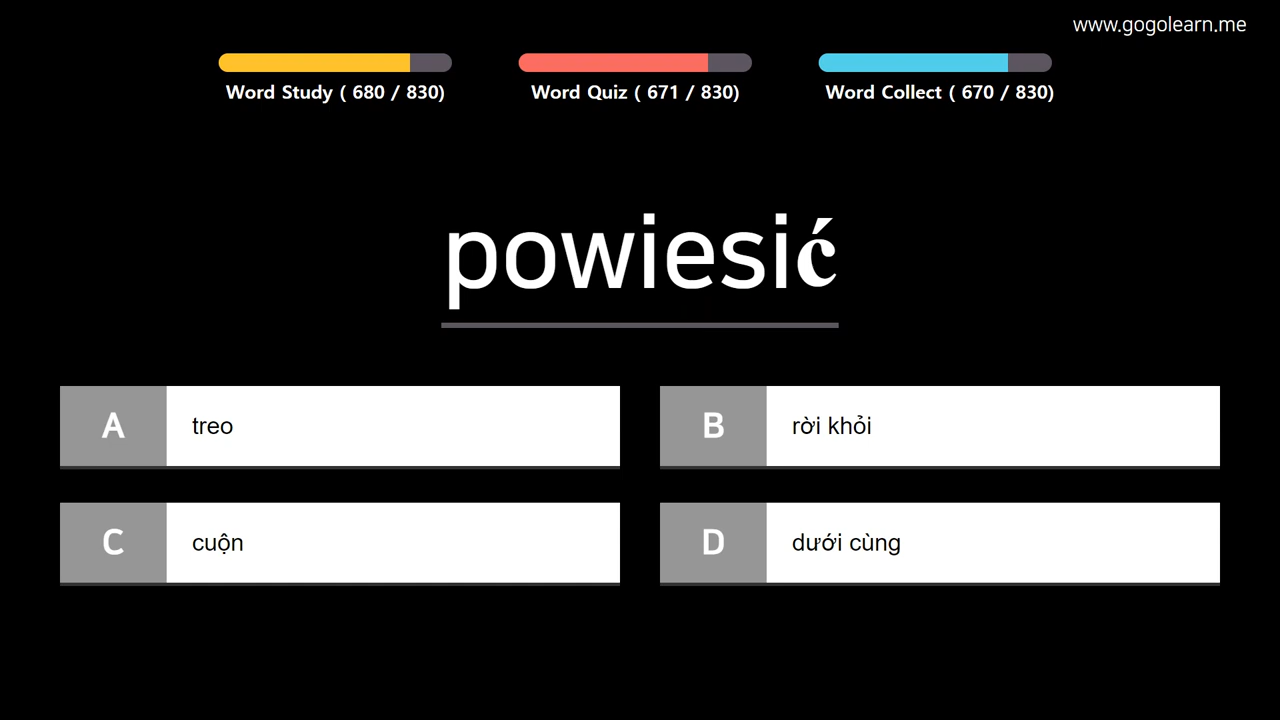 www.gogolearn.me
Word Study ( 680 / 830)
Word Quiz ( 671 / 830)
Word Collect ( 670 / 830)
powiesić
A treo
B rời khỏi
C cuộn
D dưới cùng